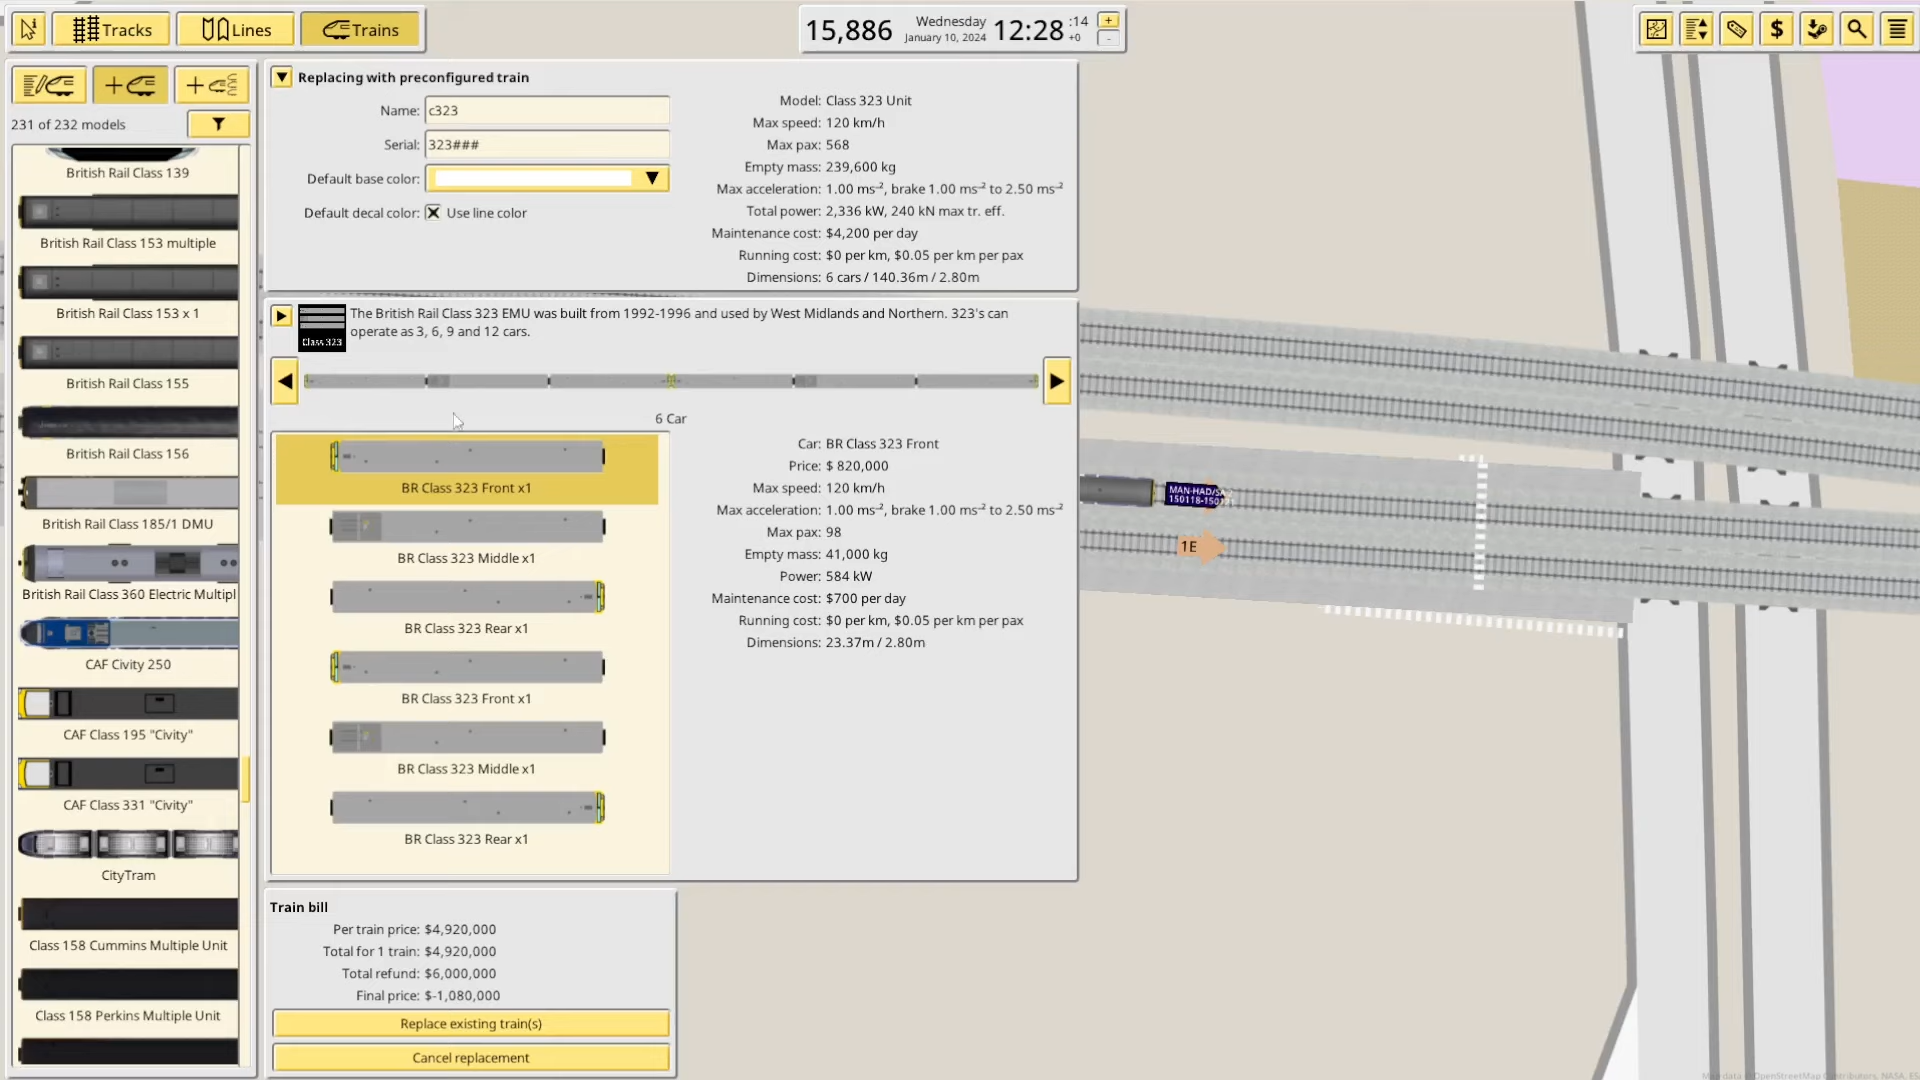 Tracks
Lines
Trains
15,886
Wednesday
January 10, 2024
12:28
:14
+0
+
-
$
231 of 232 models
British Rail Class 139
British Rail Class 153 multiple
British Rail Class 153 x 1
British Rail Class 155
British Rail Class 156
British Rail Class 185/1 DMU
British Rail Class 360 Electric Multipl
CAF Civity 250
CAF Class 195 "Civity"
CAF Class 331 "Civity"
CityTram
Class 158 Cummins Multiple Unit
Class 158 Perkins Multiple Unit
Replacing with preconfigured train
Name: c323
Serial: 323###
Default base color:
Default decal color: Use line color
Model: Class 323 Unit
Max speed: 120 km/h
Max pax: 568
Empty mass: 239,600 kg
Max acceleration: 1.00 ms⁻², brake 1.00 ms⁻² to 2.50 ms⁻²
Total power: 2,336 kW, 240 kN max tr. eff.
Maintenance cost: $4,200 per day
Running cost: $0 per km, $0.05 per km per pax
Dimensions: 6 cars / 140.36m / 2.80m
Class 323
The British Rail Class 323 EMU was built from 1992-1996 and used by West Midlands and Northern. 323's can
operate as 3, 6, 9 and 12 cars.
6 Car
BR Class 323 Front x1
BR Class 323 Middle x1
BR Class 323 Rear x1
BR Class 323 Front x1
BR Class 323 Middle x1
BR Class 323 Rear x1
Car: BR Class 323 Front
Price: $ 820,000
Max speed: 120 km/h
Max acceleration: 1.00 ms⁻², brake 1.00 ms⁻² to 2.50 ms⁻²
Max pax: 98
Empty mass: 41,000 kg
Power: 584 kW
Maintenance cost: $700 per day
Running cost: $0 per km, $0.05 per km per pax
Dimensions: 23.37m / 2.80m
Train bill
Per train price: $4,920,000
Total for 1 train: $4,920,000
Total refund: $6,000,000
Final price: $-1,080,000
Replace existing train(s)
Cancel replacement
1E
Map data © OpenStreetMap Contributors, NASA, ES